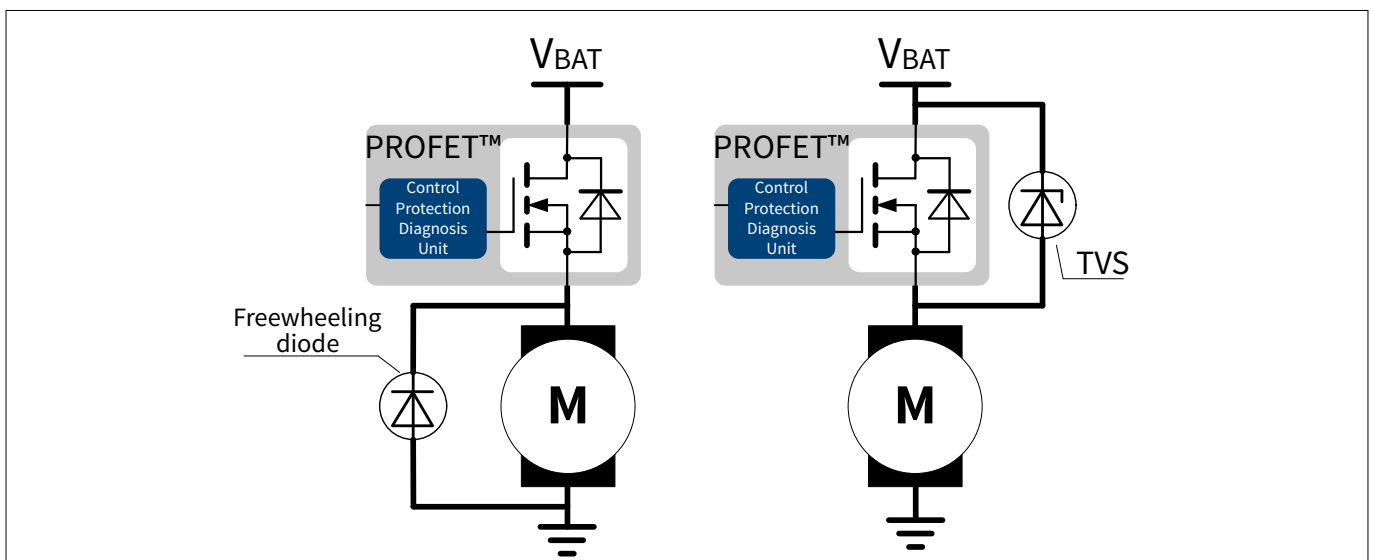 VBAT
PROFET™
Control
Protection
Diagnosis
Unit
Freewheeling
diode
M
VBAT
PROFET™
Control
Protection
Diagnosis
Unit
TVS
M